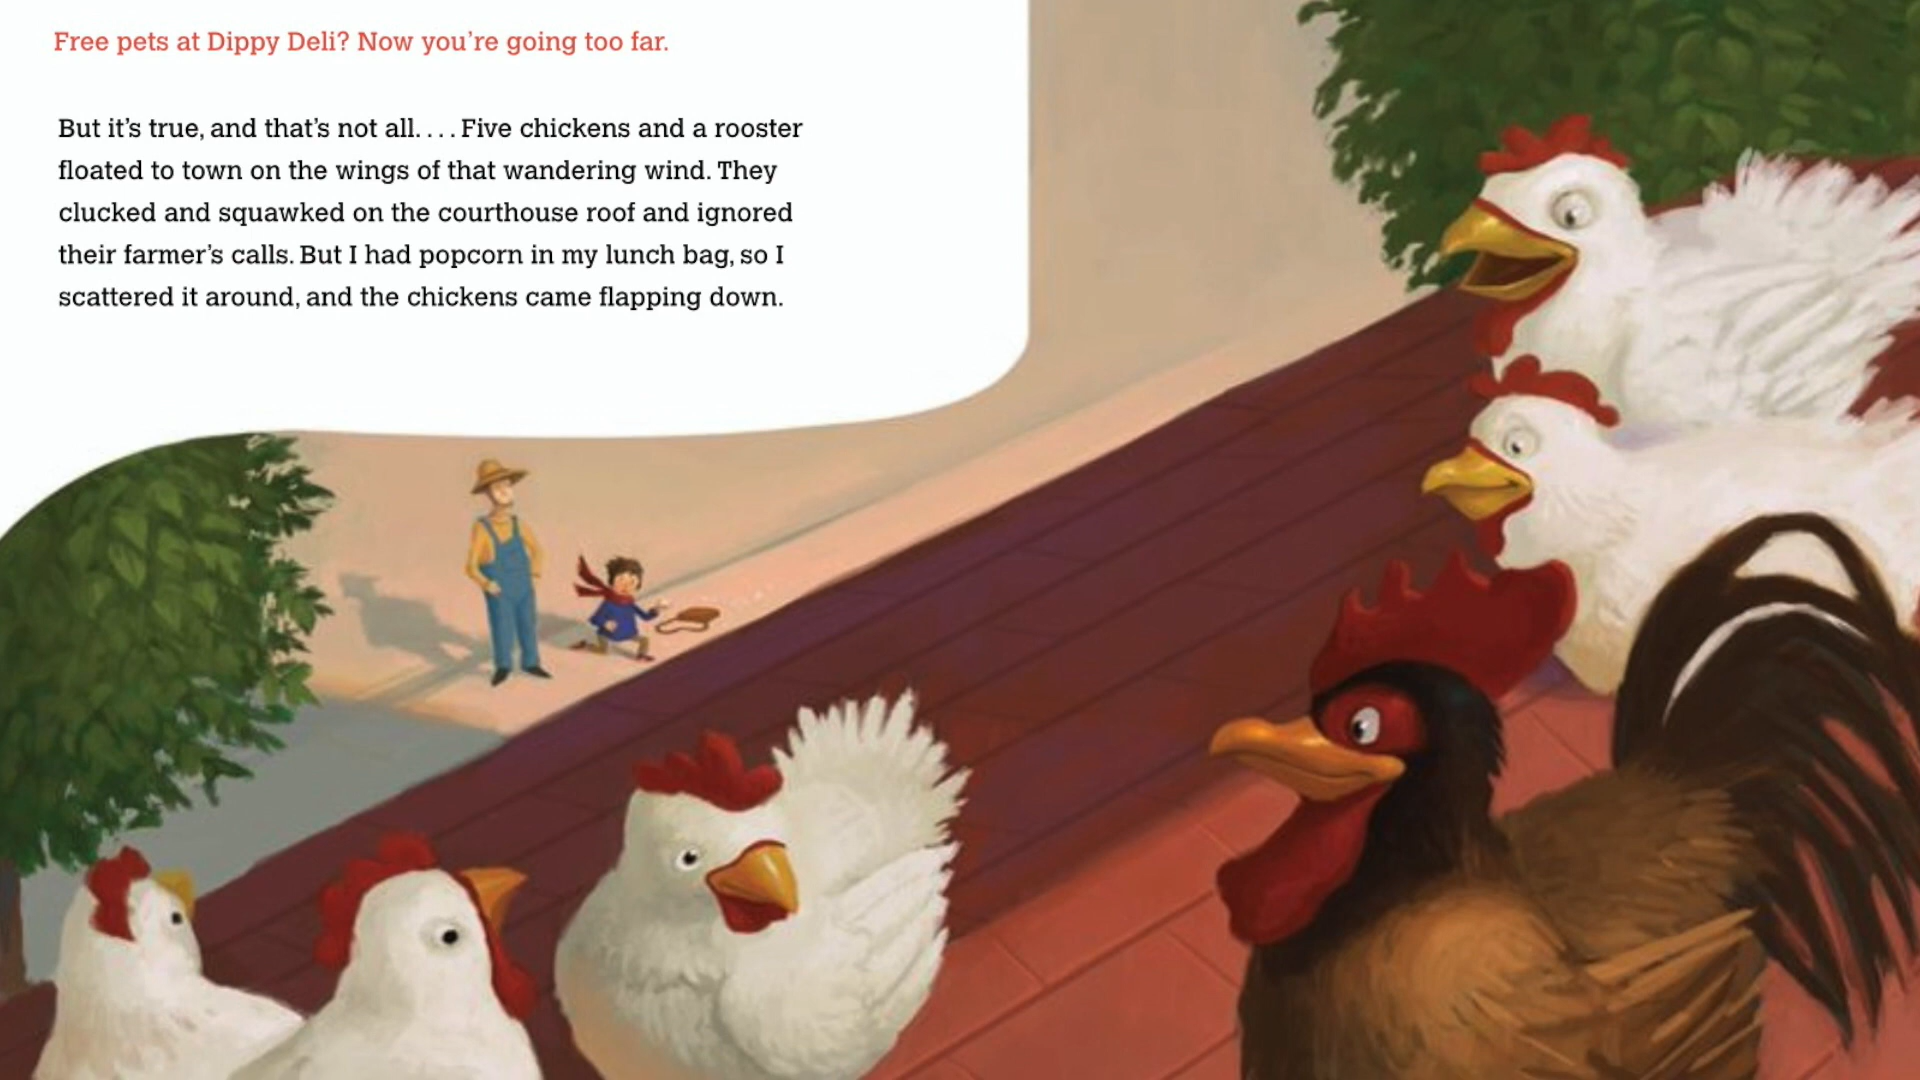 Free pets at Dippy Deli? Now you’re going too far.
But it’s true, and that’s not all. . . . Five chickens and a rooster
floated to town on the wings of that wandering wind. They
clucked and squawked on the courthouse roof and ignored
their farmer’s calls. But I had popcorn in my lunch bag, so I
scattered it around, and the chickens came flapping down.